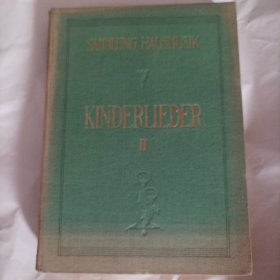 SAMMLUNG HAUSMUSIK
7
KINDERLIEDER
II